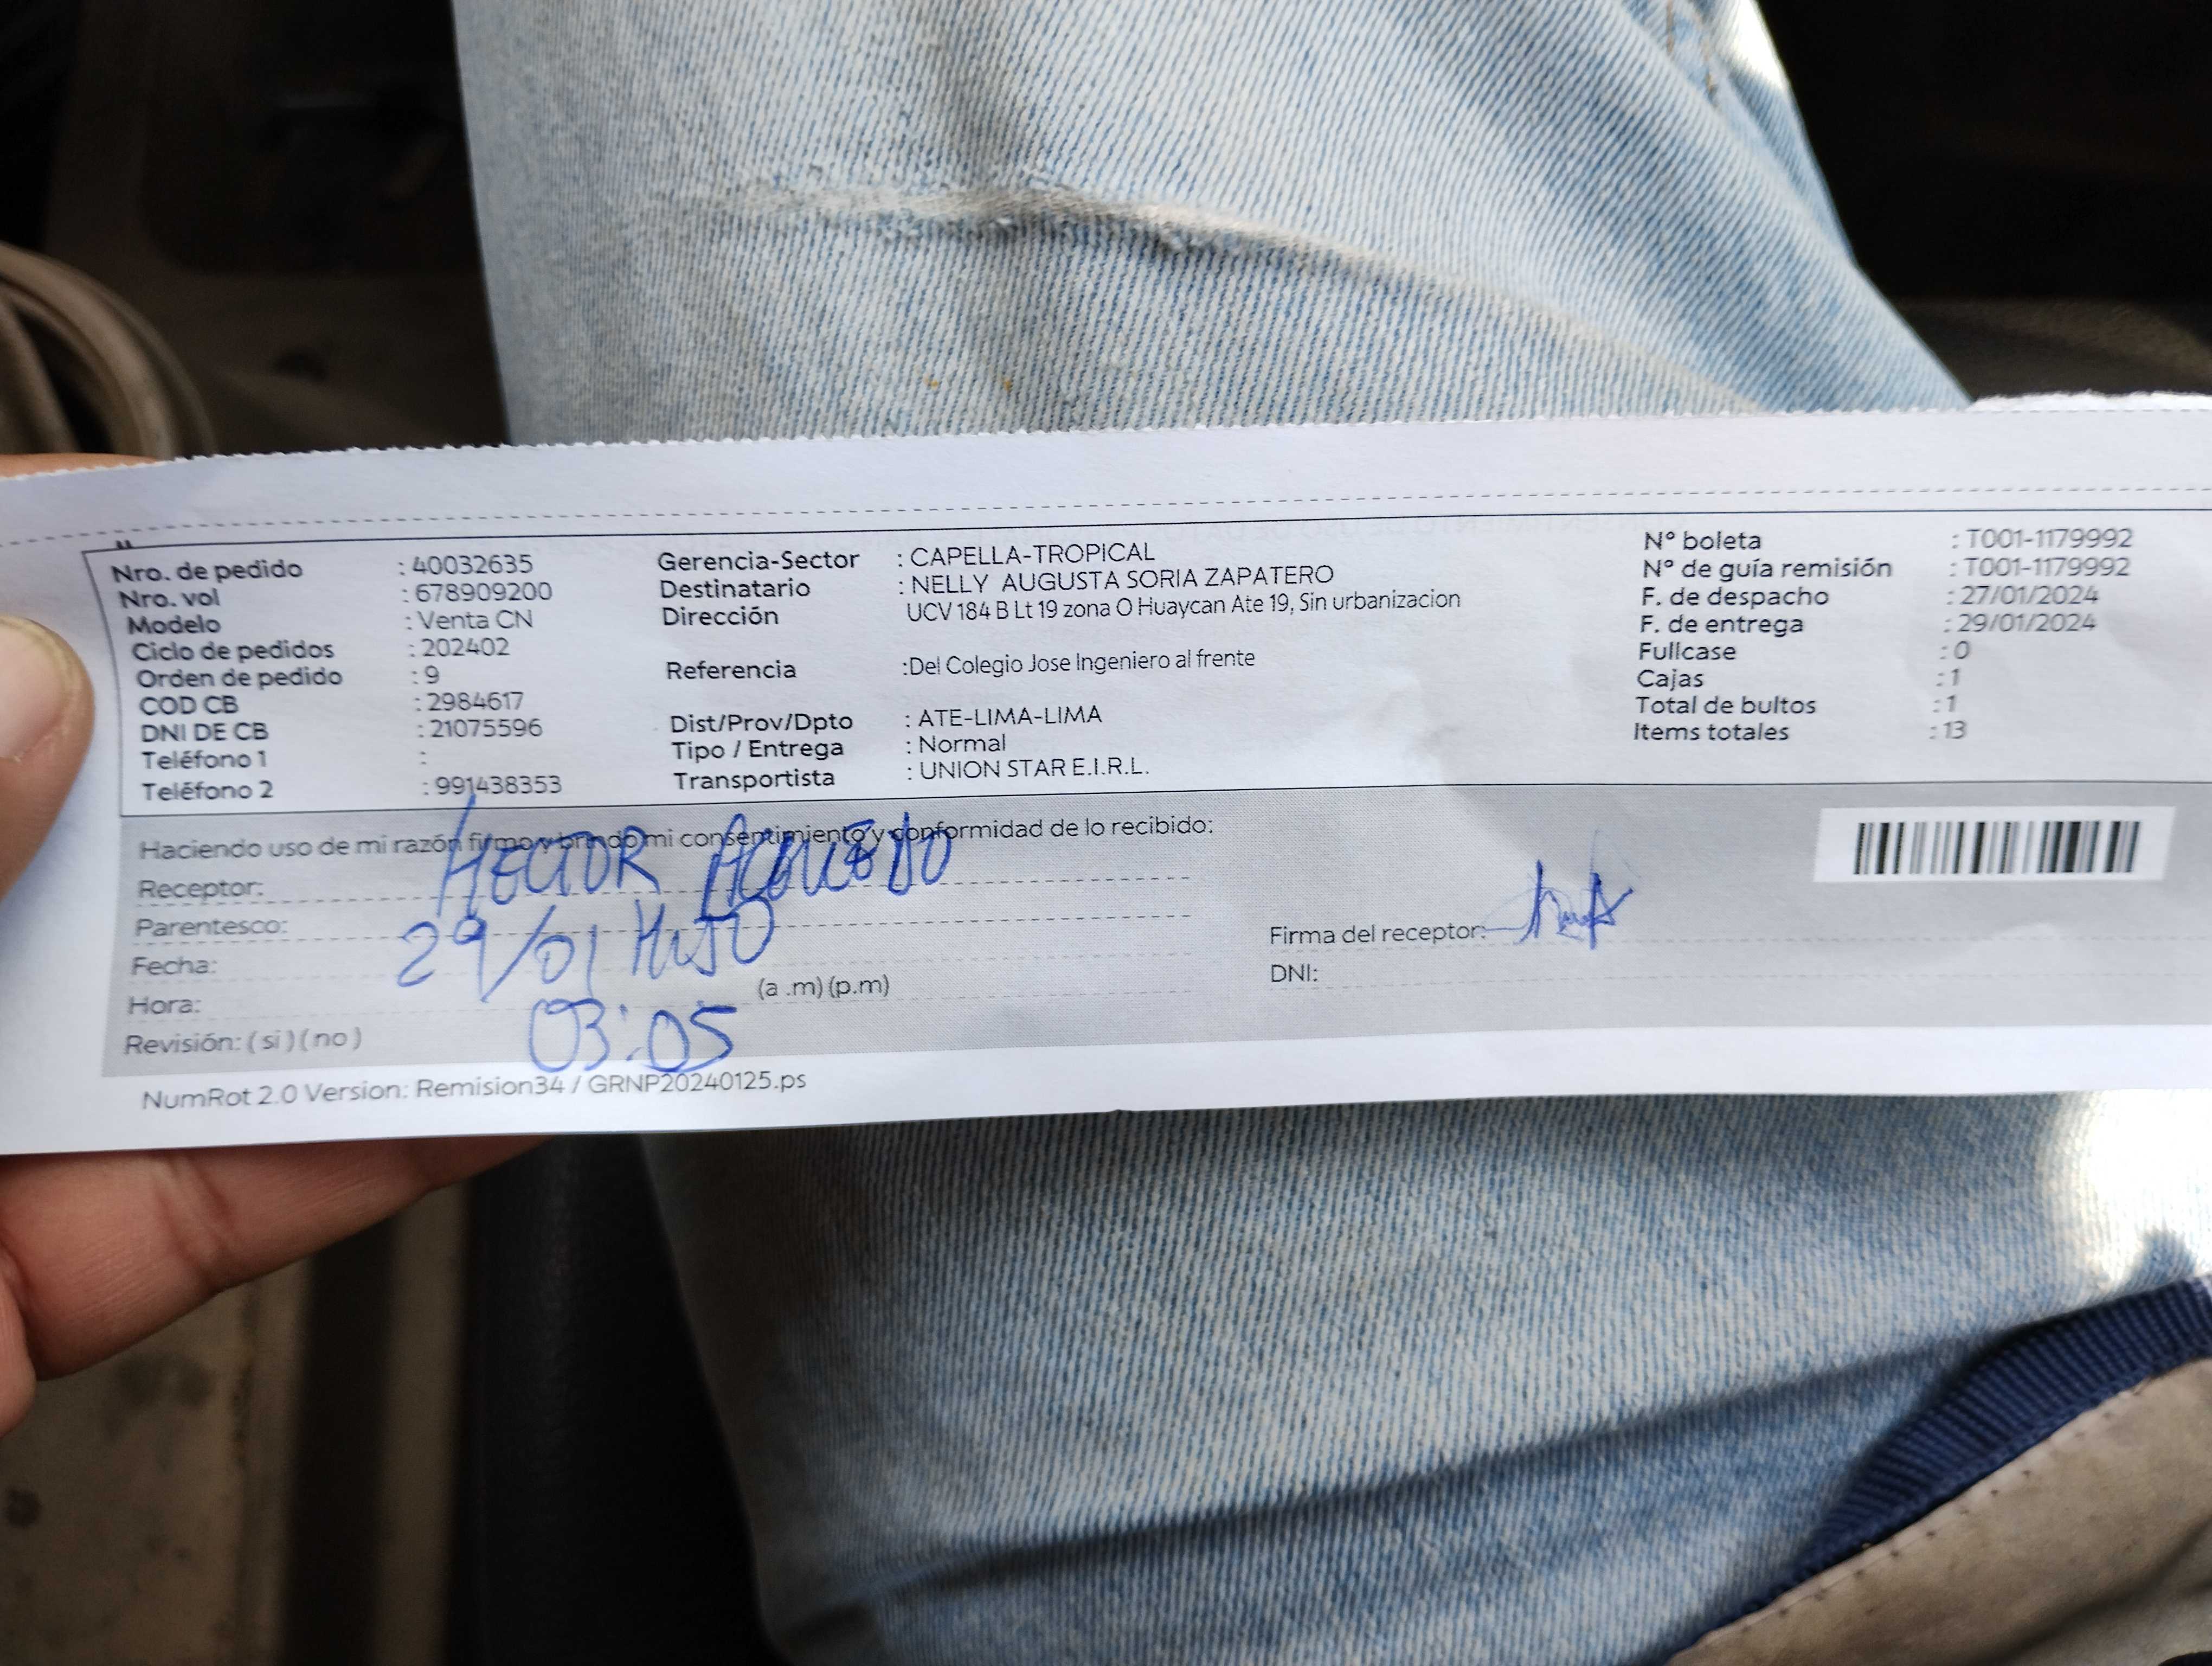 Nro. de pedido : 40032635
Nro. vol : 678909200
Modelo : Venta CN
Ciclo de pedidos : 202402
Orden de pedido : 9
COD CB : 2984617
DNI DE CB : 21075596
Teléfono 1 :
Teléfono 2 : 991438353
Gerencia-Sector : CAPELLA-TROPICAL
Destinatario : NELLY AUGUSTA SORIA ZAPATERO
Dirección UCV 184 B Lt 19 zona O Huaycan Ate 19, Sin urbanizacion
Referencia :Del Colegio Jose Ingeniero al frente
Dist/Prov/Dpto : ATE-LIMA-LIMA
Tipo / Entrega : Normal
Transportista : UNION STAR E.I.R.L.
N° boleta : T001-1179992
N° de guía remisión : T001-1179992
F. de despacho : 27/01/2024
F. de entrega : 29/01/2024
Fullcase : 0
Cajas : 1
Total de bultos : 1
Items totales : 13
Haciendo uso de mi razón firmo y brindo mi consentimiento y conformidad de lo recibido:
Receptor: HECTOR
Parentesco: HIJO
Fecha: 29/01
Hora: 03:05 (a .m) (p.m)
Revisión: ( si ) ( no )
Firma del receptor:
DNI:
NumRot 2.0 Version: Remision34 / GRNP20240125.ps